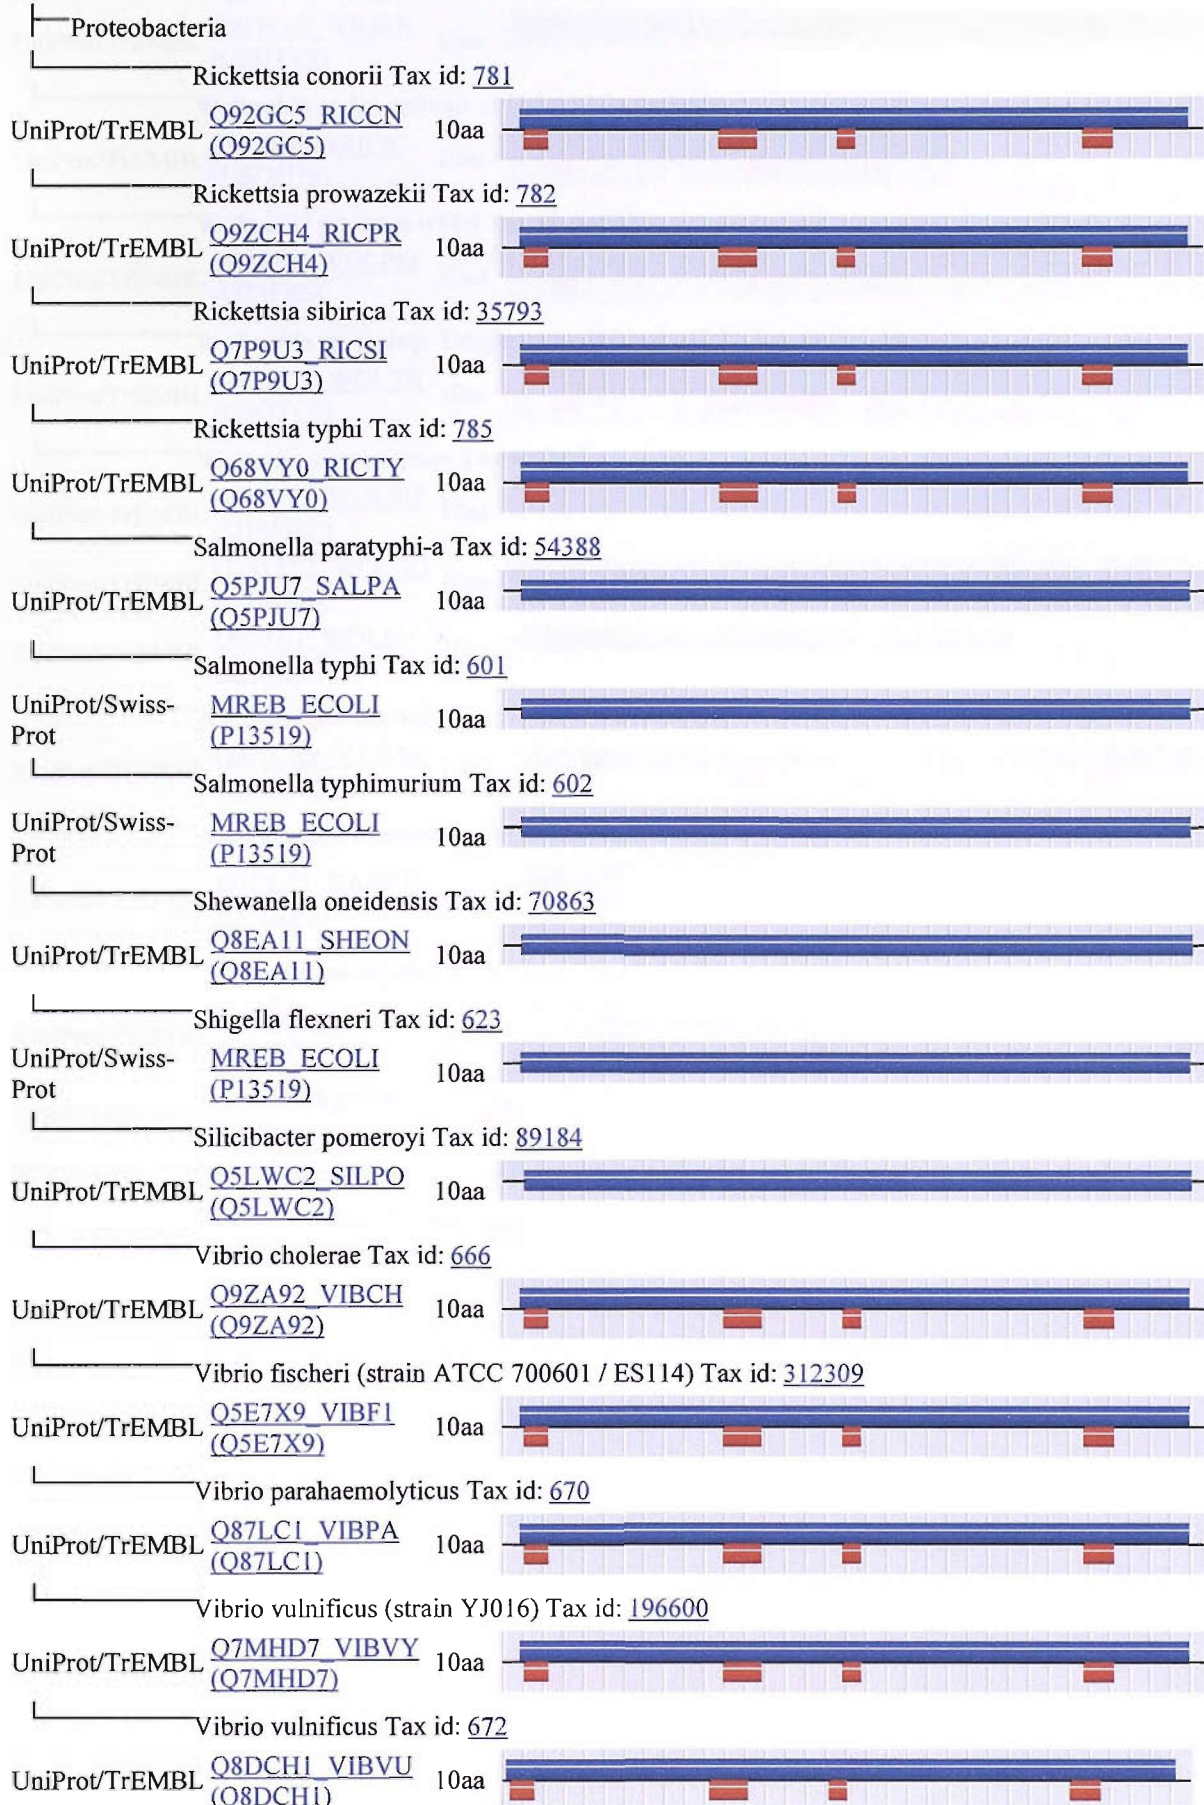 Proteobacteria
Rickettsia conorii Tax id: 781
UniProt/TrEMBL Q92GC5_RICCN 10aa
(Q92GC5)
Rickettsia prowazekii Tax id: 782
UniProt/TrEMBL Q9ZCH4_RICPR 10aa
(Q9ZCH4)
Rickettsia sibirica Tax id: 35793
UniProt/TrEMBL Q7P9U3_RICSI 10aa
(Q7P9U3)
Rickettsia typhi Tax id: 785
UniProt/TrEMBL Q68VY0_RICTY 10aa
(Q68VY0)
Salmonella paratyphi-a Tax id: 54388
UniProt/TrEMBL Q5PJU7_SALPA 10aa
(Q5PJU7)
Salmonella typhi Tax id: 601
UniProt/Swiss- MREB_ECOLI 10aa
Prot (P13519)
Salmonella typhimurium Tax id: 602
UniProt/Swiss- MREB_ECOLI 10aa
Prot (P13519)
Shewanella oneidensis Tax id: 70863
UniProt/TrEMBL Q8EA11_SHEON 10aa
(Q8EA11)
Shigella flexneri Tax id: 623
UniProt/Swiss- MREB_ECOLI 10aa
Prot (P13519)
Silicibacter pomeroyi Tax id: 89184
UniProt/TrEMBL Q5LWC2_SILPO 10aa
(Q5LWC2)
Vibrio cholerae Tax id: 666
UniProt/TrEMBL Q9ZA92_VIBCH 10aa
(Q9ZA92)
Vibrio fischeri (strain ATCC 700601 / ES114) Tax id: 312309
UniProt/TrEMBL Q5E7X9_VIBF1 10aa
(Q5E7X9)
Vibrio parahaemolyticus Tax id: 670
UniProt/TrEMBL Q87LC1_VIBPA 10aa
(Q87LC1)
Vibrio vulnificus (strain YJ016) Tax id: 196600
UniProt/TrEMBL Q7MHD7_VIBVY 10aa
(Q7MHD7)
Vibrio vulnificus Tax id: 672
UniProt/TrEMBL Q8DCH1_VIBVU 10aa
(Q8DCH1)